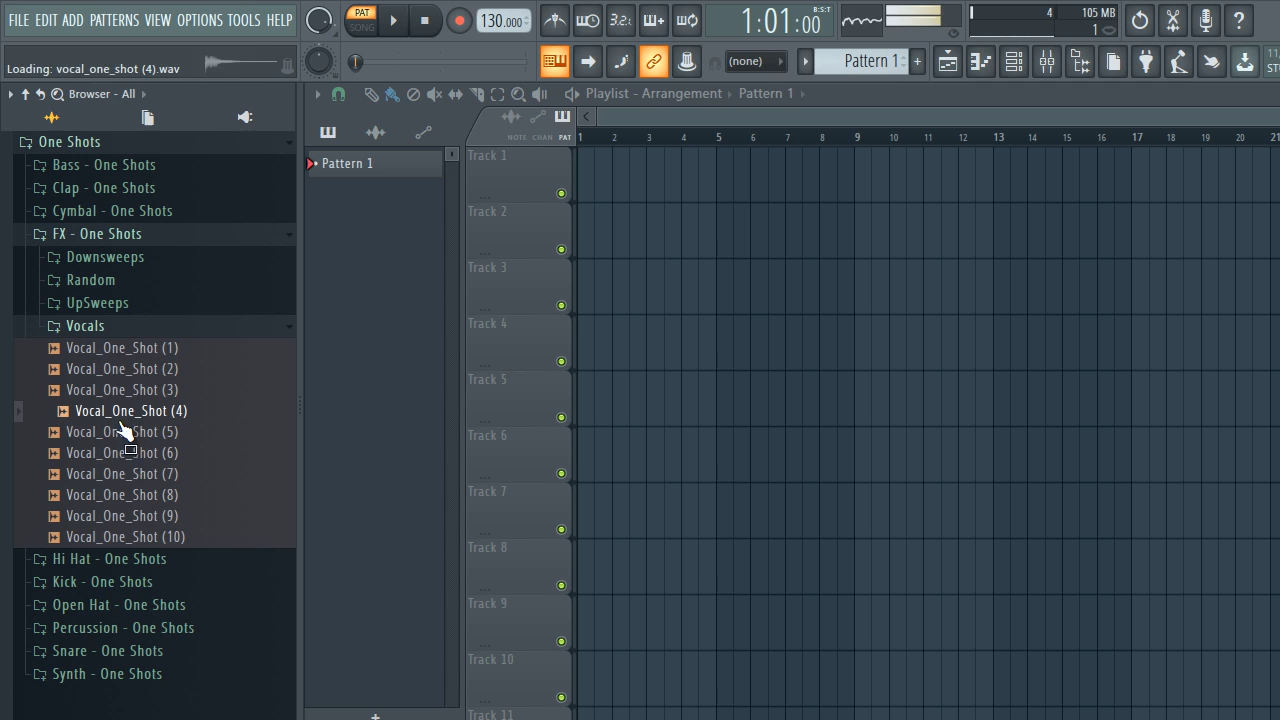 FILE EDIT ADD PATTERNS VIEW OPTIONS TOOLS HELP
PAT
SONG
130.000
3.2.
1:01:00
B:S:T
4
105 MB
1
Loading: vocal_one_shot (4).wav
(none)
Pattern 1
Browser - All
Playlist - Arrangement
Pattern 1
NOTE CHAN PAT
1 2 3 4 5 6 7 8 9 10 11 12 13 14 15 16 17 18 19 20 21
One Shots
Bass - One Shots
Clap - One Shots
Cymbal - One Shots
FX - One Shots
Downsweeps
Random
UpSweeps
Vocals
Vocal_One_Shot (1)
Vocal_One_Shot (2)
Vocal_One_Shot (3)
Vocal_One_Shot (4)
Vocal_One_Shot (5)
Vocal_One_Shot (6)
Vocal_One_Shot (7)
Vocal_One_Shot (8)
Vocal_One_Shot (9)
Vocal_One_Shot (10)
Hi Hat - One Shots
Kick - One Shots
Open Hat - One Shots
Percussion - One Shots
Snare - One Shots
Synth - One Shots
Pattern 1
Track 1
Track 2
Track 3
Track 4
Track 5
Track 6
Track 7
Track 8
Track 9
Track 10
Track 11